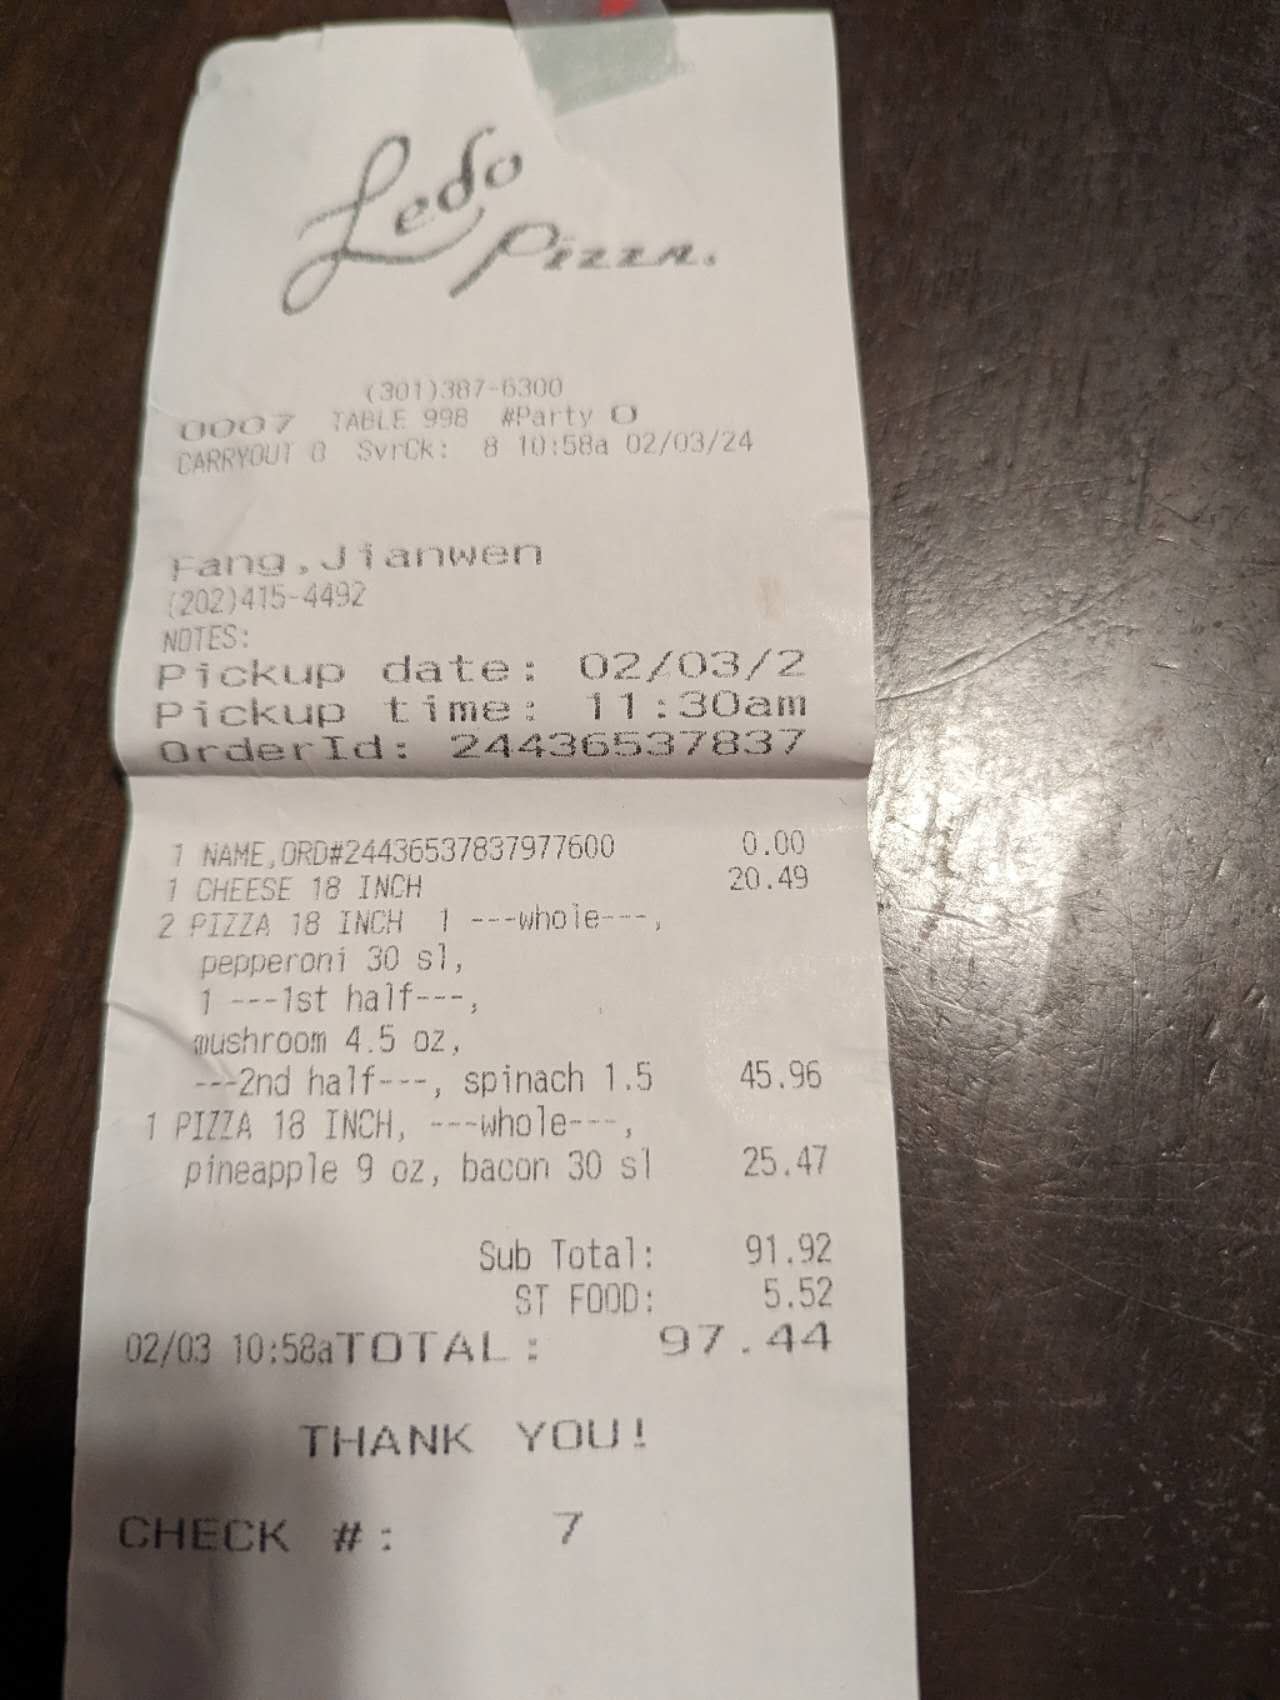 Ledo
Pizza.
(301)387-6300
0007 TABLE 998 #Party 0
CARRYOUT 0 SvrCk: 8 10:58a 02/03/24
Fang,Jianwen
(202)415-4492
NOTES:
Pickup date: 02/03/2
Pickup time: 11:30am
OrderId: 24436537837
1 NAME,ORD#24436537837977600 0.00
1 CHEESE 18 INCH 20.49
2 PIZZA 18 INCH 1 ---whole---,
pepperoni 30 sl,
1 ---1st half---,
mushroom 4.5 oz,
---2nd half---, spinach 1.5 45.96
1 PIZZA 18 INCH, ---whole---,
pineapple 9 oz, bacon 30 sl 25.47
Sub Total: 91.92
ST FOOD: 5.52
02/03 10:58aTOTAL: 97.44
THANK YOU!
CHECK #: 7